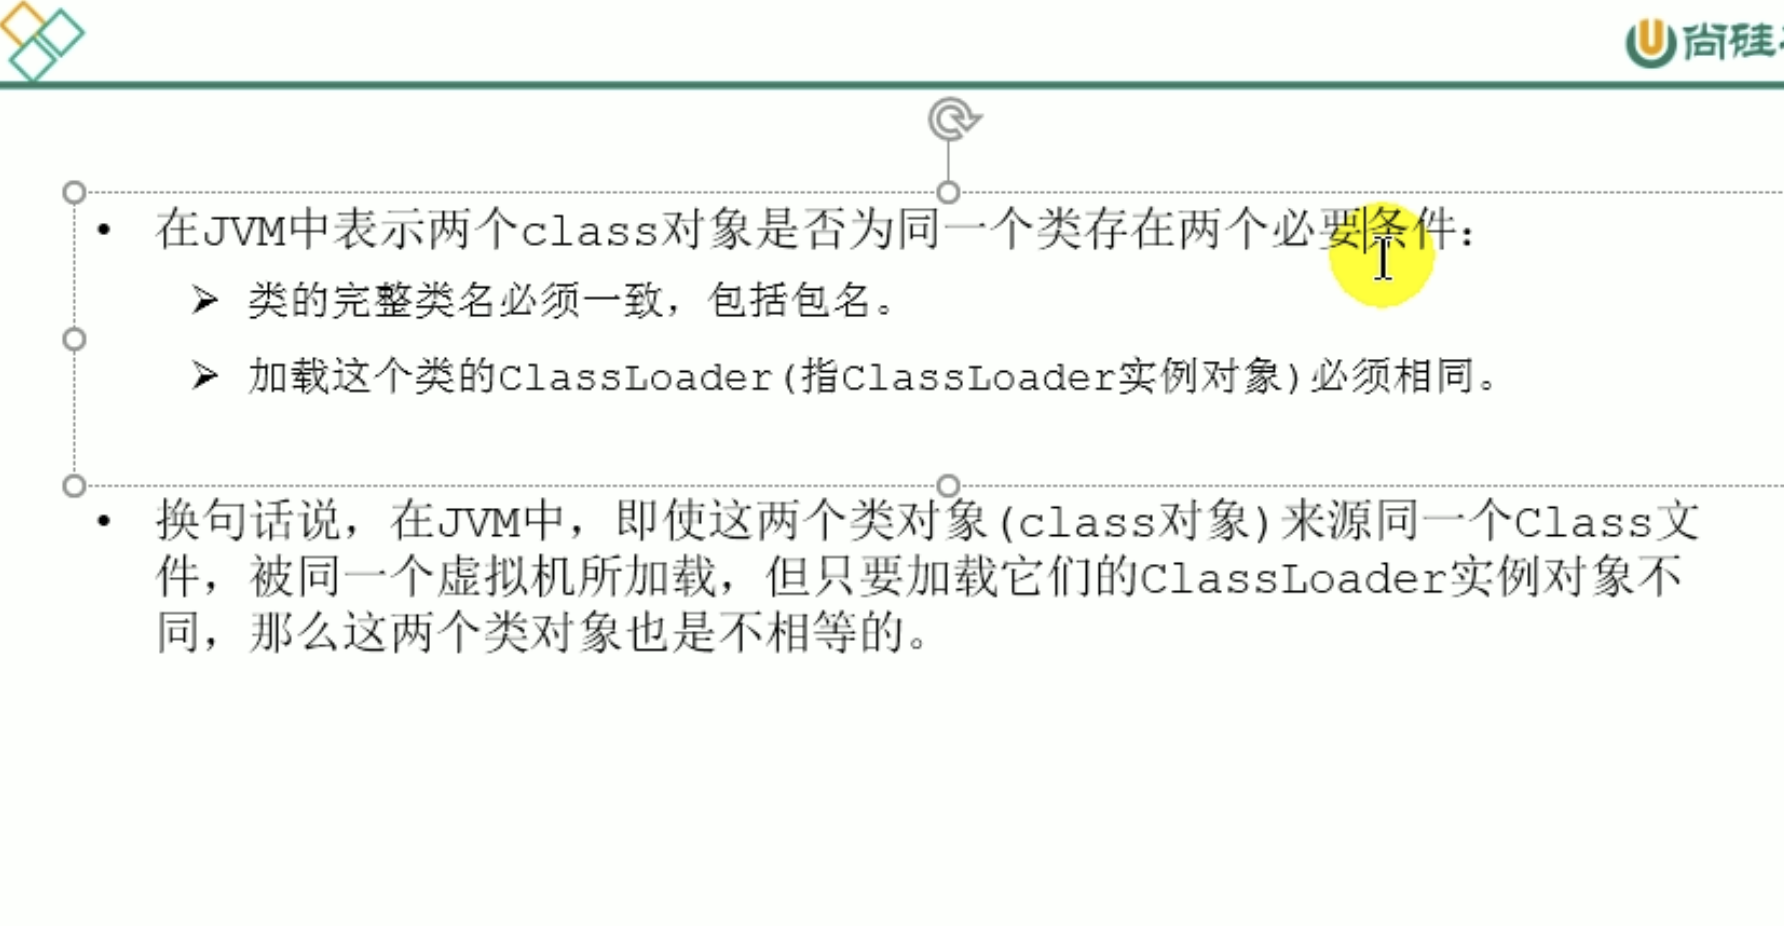 尚硅
• 在JVM中表示两个class对象是否为同一个类存在两个必要条件：
➢ 类的完整类名必须一致，包括包名。
➢ 加载这个类的ClassLoader(指ClassLoader实例对象)必须相同。
• 换句话说，在JVM中，即使这两个类对象(class对象)来源同一个Class文
件，被同一个虚拟机所加载，但只要加载它们的ClassLoader实例对象不
同，那么这两个类对象也是不相等的。